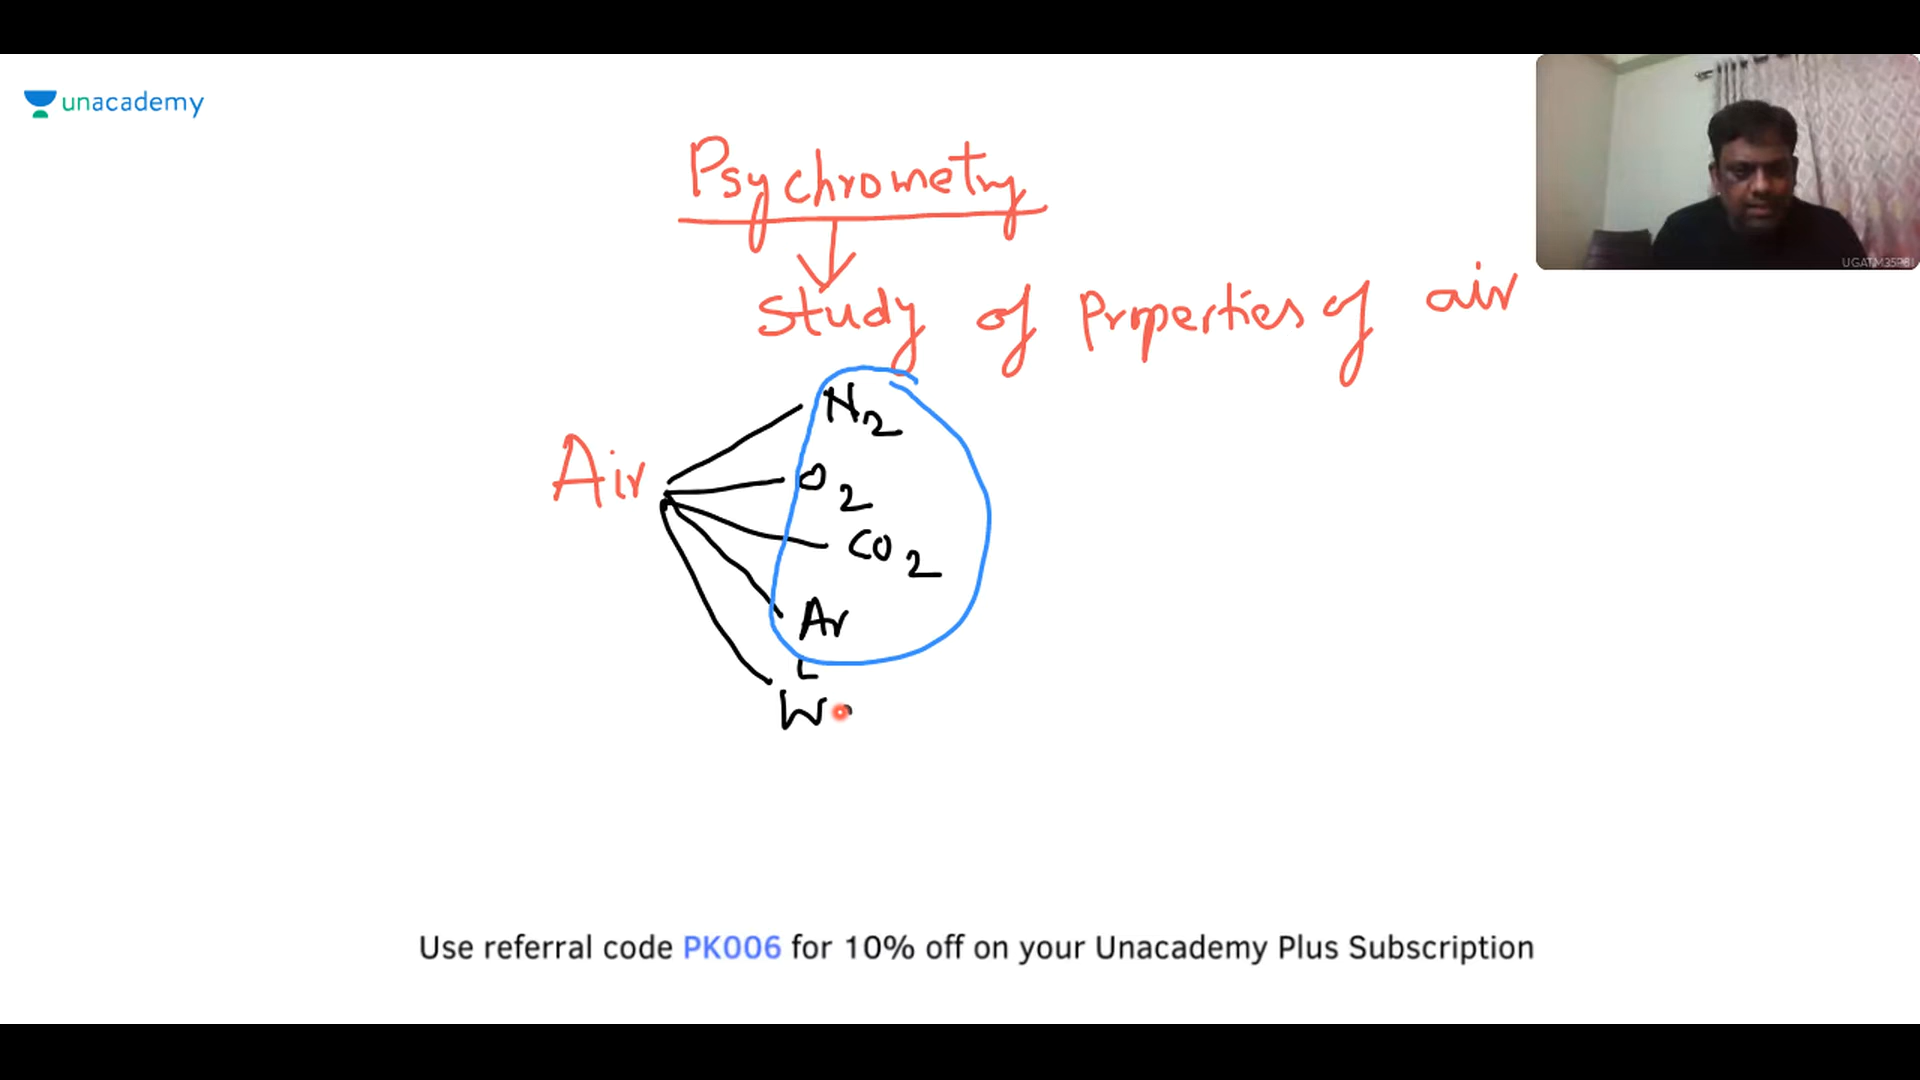 unacademy
Psychrometry
Study of Properties of air
N2
O2
Air
CO2
Ar
W
Use referral code PK006 for 10% off on your Unacademy Plus Subscription